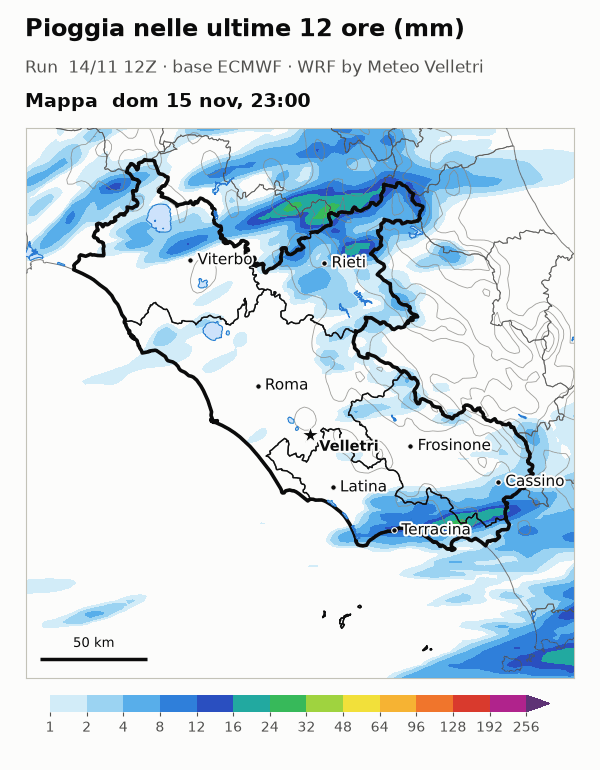 Pioggia nelle ultime 12 ore (mm)
Run  14/11 12Z · base ECMWF · WRF by Meteo Velletri
Mappa  dom 15 nov, 23:00
Viterbo
Rieti
Roma
Velletri
Frosinone
Latina
Cassino
Terracina
50 km
1 2 4 8 12 16 24 32 48 64 96 128 192 256